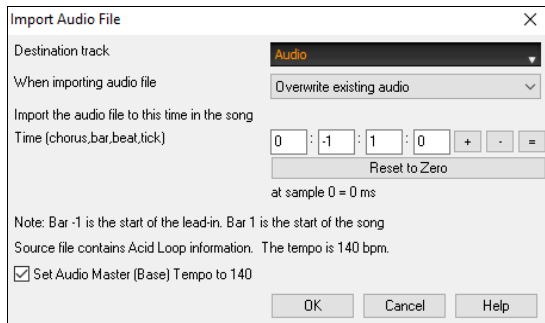 Import Audio File
Destination track
Audio
When importing audio file
Overwrite existing audio
Import the audio file to this time in the song
Time (chorus,bar,beat,tick)
0 : -1 : 1 : 0 + - =
Reset to Zero
at sample 0 = 0 ms
Note: Bar -1 is the start of the lead-in. Bar 1 is the start of the song
Source file contains Acid Loop information. The tempo is 140 bpm.
Set Audio Master (Base) Tempo to 140
OK Cancel Help